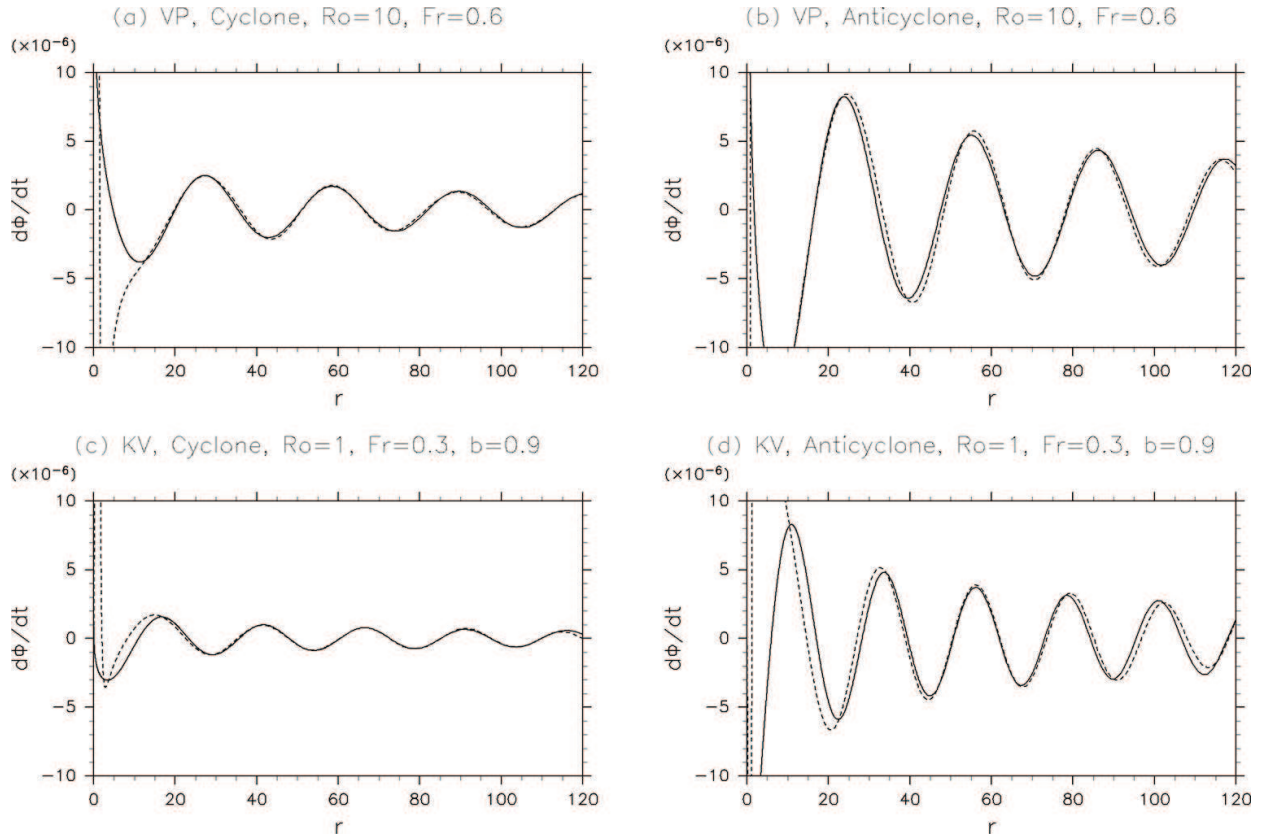 (a) VP, Cyclone, Ro=10, Fr=0.6
(×10⁻⁶)
10
5
0
−5
−10
dΦ/dt
0 20 40 60 80 100 120
r
(b) VP, Anticyclone, Ro=10, Fr=0.6
(×10⁻⁶)
10
5
0
−5
−10
dΦ/dt
0 20 40 60 80 100 120
r
(c) KV, Cyclone, Ro=1, Fr=0.3, b=0.9
(×10⁻⁶)
10
5
0
−5
−10
dΦ/dt
0 20 40 60 80 100 120
r
(d) KV, Anticyclone, Ro=1, Fr=0.3, b=0.9
(×10⁻⁶)
10
5
0
−5
−10
dΦ/dt
0 20 40 60 80 100 120
r